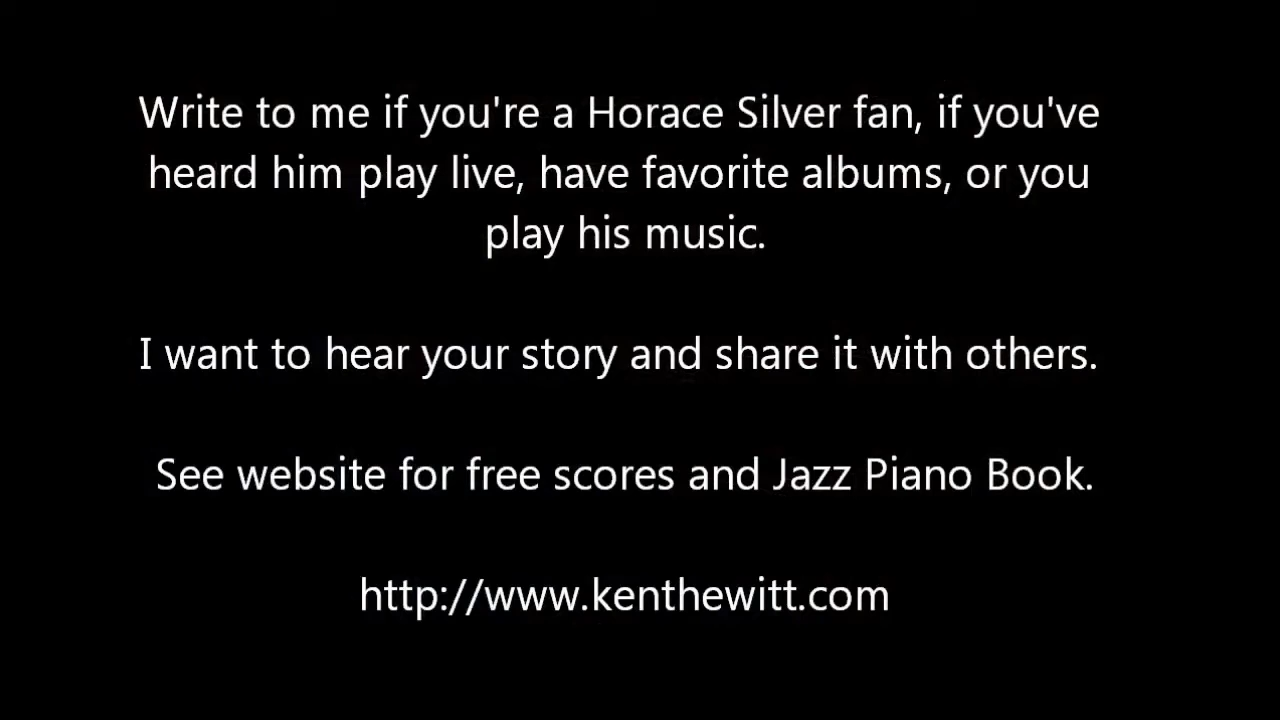 Write to me if you're a Horace Silver fan, if you've
heard him play live, have favorite albums, or you
play his music.
I want to hear your story and share it with others.
See website for free scores and Jazz Piano Book.
http://www.kenthewitt.com